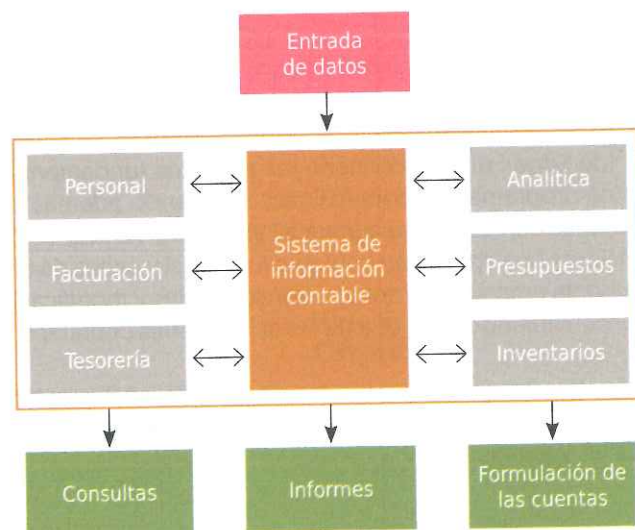 Entrada
de datos
Personal
Facturación
Tesorería
Sistema de
información
contable
Analítica
Presupuestos
Inventarios
Consultas
Informes
Formulación de
las cuentas